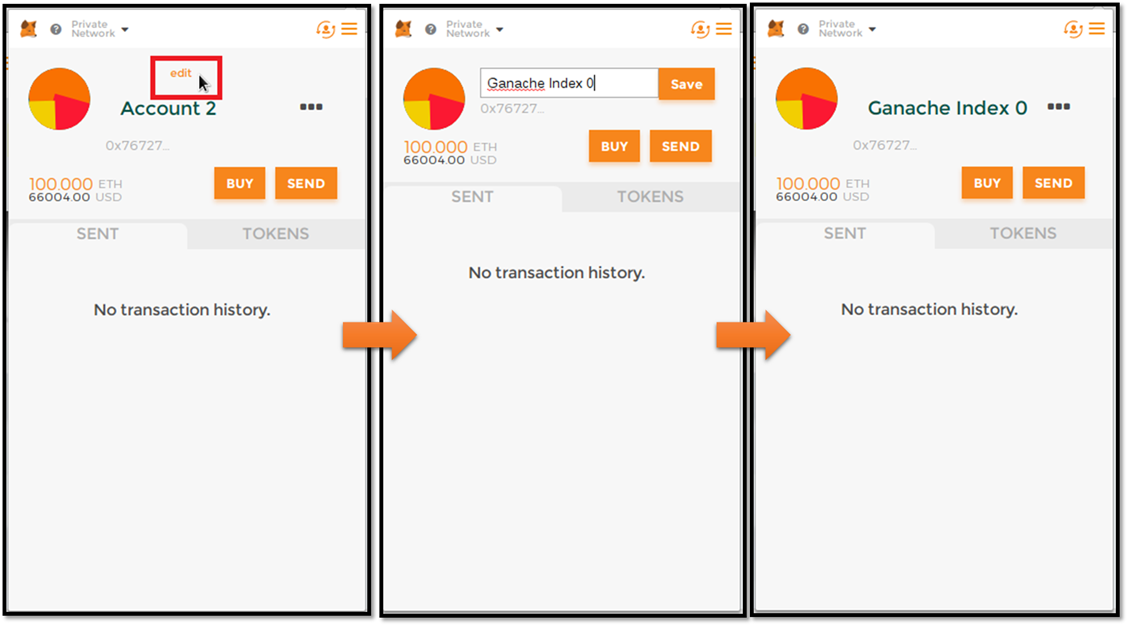 Private
Network
edit
Account 2
0x76727...
100.000 ETH
66004.00 USD
BUY
SEND
SENT
TOKENS
No transaction history.
Private
Network
Ganache Index 0
Save
0x76727...
100.000 ETH
66004.00 USD
BUY
SEND
SENT
TOKENS
No transaction history.
Private
Network
Ganache Index 0
0x76727...
100.000 ETH
66004.00 USD
BUY
SEND
SENT
TOKENS
No transaction history.